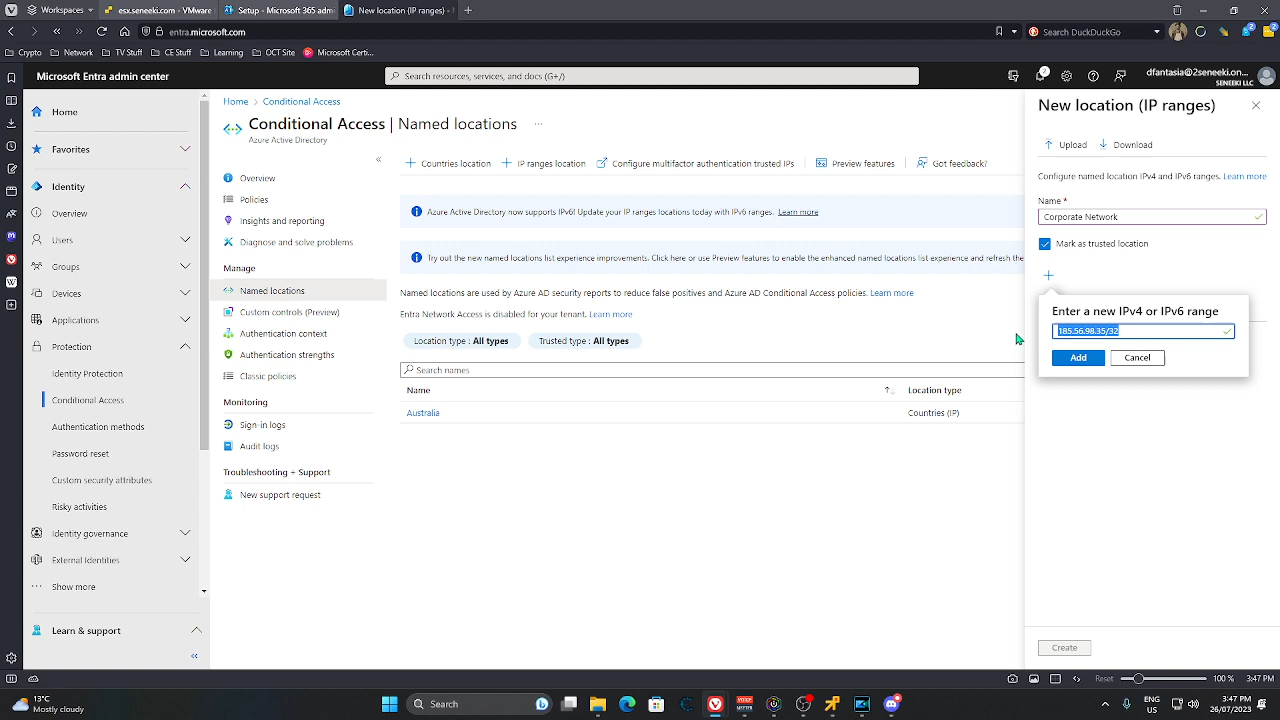 Workspaces
esx.seneeki.com - VMware
Setup - Microsoft 365 adm
New location (IP range) -
entra.microsoft.com
Search DuckDuckGo
2
2
Crypto
Network
TV Stuff
CE Stuff
Learning
OCT Site
Microsoft Certi...
Microsoft Entra admin center
Search resources, services, and docs (G+/)
2
dfantasia@2seneeki.on...
SENEEKI LLC
Home
Favorites
Identity
Overview
Users
Groups
Devices
Applications
Protection
Identity Protection
Conditional Access
Authentication methods
Password reset
Custom security attributes
Risky activities
Identity governance
External Identities
Show more
Learn & support
Home > Conditional Access
Conditional Access | Named locations ...
Azure Active Directory
Overview
Policies
Insights and reporting
Diagnose and solve problems
Manage
Named locations
Custom controls (Preview)
Authentication context
Authentication strengths
Classic policies
Monitoring
Sign-in logs
Audit logs
Troubleshooting + Support
New support request
+ Countries location + IP ranges location Configure multifactor authentication trusted IPs Preview features Got feedback?
Azure Active Directory now supports IPv6! Update your IP ranges locations today with IPv6 ranges. Learn more
Try out the new named locations list experience improvements. Click here or use Preview features to enable the enhanced named locations list experience and refresh the
Named locations are used by Azure AD security reports to reduce false positives and Azure AD Conditional Access policies. Learn more
Entra Network Access is disabled for your tenant. Learn more
Location type : All types
Trusted type : All types
Search names
Name
Location type
Australia
Countries (IP)
New location (IP ranges)
Upload
Download
Configure named location IPv4 and IPv6 ranges. Learn more
Name *
Corporate Network
Mark as trusted location
Enter a new IPv4 or IPv6 range
185.56.98.35/32
Add
Cancel
Create
Reset
100 %
3:47 PM
13°C
Mostly cloudy
Search
ENG
US
3:47 PM
26/07/2023